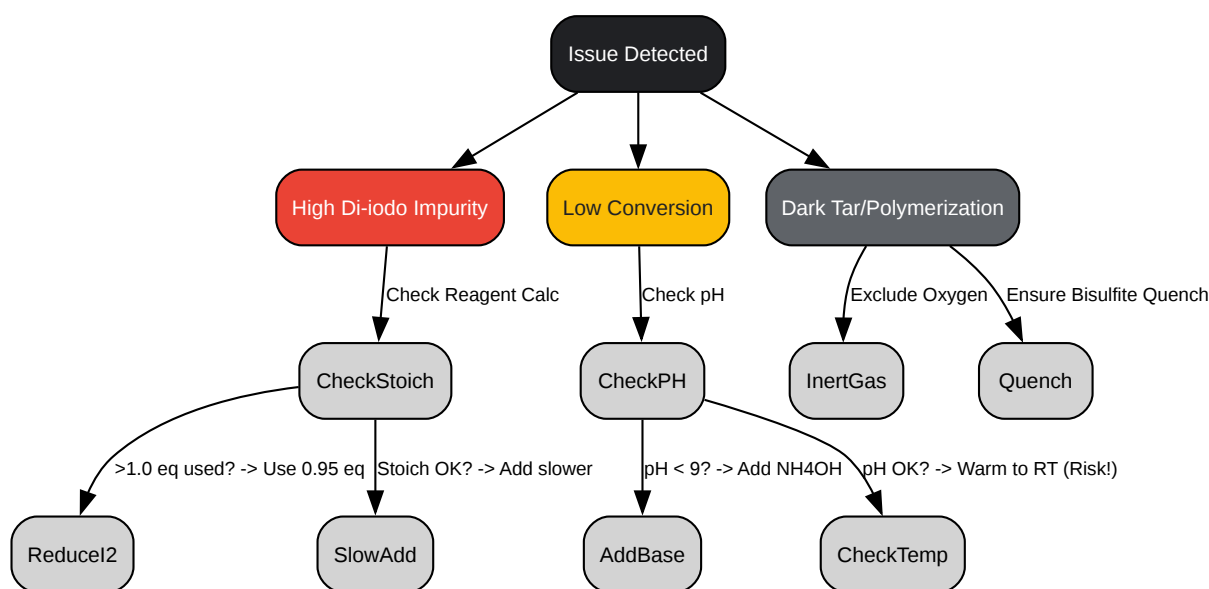 Issue Detected
High Di-iodo Impurity
Low Conversion
Dark Tar/Polymerization
Check Reagent Calc
Check pH
Exclude Oxygen
Ensure Bisulfite Quench
CheckStoich
CheckPH
InertGas
Quench
>1.0 eq used? -> Use 0.95 eq
Stoich OK? -> Add slower
pH < 9? -> Add NH4OH
pH OK? -> Warm to RT (Risk!)
ReduceI2
SlowAdd
AddBase
CheckTemp